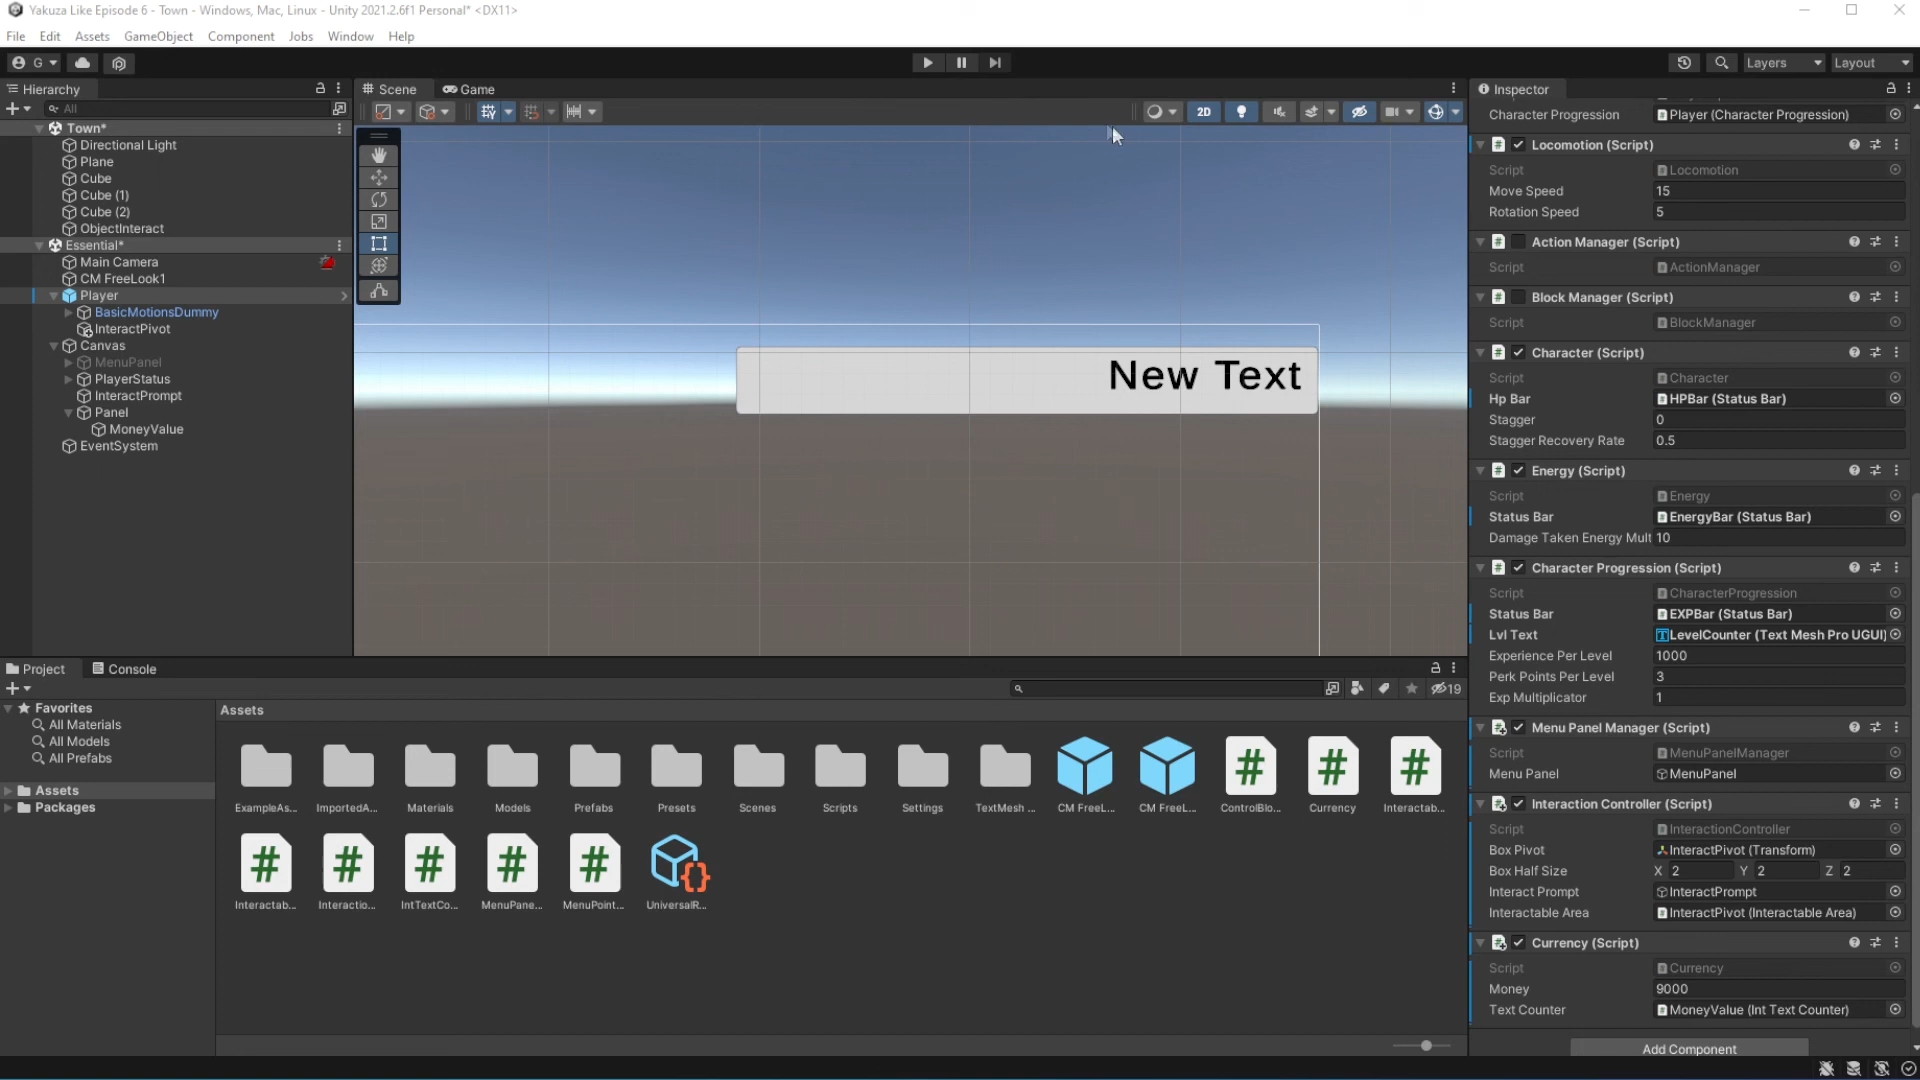 Yakuza Like Episode 6 - Town - Windows, Mac, Linux - Unity 2021.2.6f1 Personal* <DX11>
File Edit Assets GameObject Component Jobs Window Help
G Layers Layout
Hierarchy
All
Town*
Directional Light
Plane
Cube
Cube (1)
Cube (2)
ObjectInteract
Essential*
Main Camera
CM FreeLook1
Player
BasicMotionsDummy
InteractPivot
Canvas
MenuPanel
PlayerStatus
InteractPrompt
Panel
MoneyValue
EventSystem
Scene Game
2D
New Text
Project Console
19
Favorites
All Materials
All Models
All Prefabs
Assets
Packages
Assets
ExampleAs... ImportedA... Materials Models Prefabs Presets Scenes Scripts Settings TextMesh ... CM FreeL... CM FreeL... ControlBlo... Currency Interactab...
Interactab... Interactio... IntTextCo... MenuPane... MenuPoint... UniversalR...
Inspector
Character Progression Player (Character Progression)
Locomotion (Script)
Script Locomotion
Move Speed 15
Rotation Speed 5
Action Manager (Script)
Script ActionManager
Block Manager (Script)
Script BlockManager
Character (Script)
Script Character
Hp Bar HPBar (Status Bar)
Stagger 0
Stagger Recovery Rate 0.5
Energy (Script)
Script Energy
Status Bar EnergyBar (Status Bar)
Damage Taken Energy Mult 10
Character Progression (Script)
Script CharacterProgression
Status Bar EXPBar (Status Bar)
Lvl Text LevelCounter (Text Mesh Pro UGUI)
Experience Per Level 1000
Perk Points Per Level 3
Exp Multiplicator 1
Menu Panel Manager (Script)
Script MenuPanelManager
Menu Panel MenuPanel
Interaction Controller (Script)
Script InteractionController
Box Pivot InteractPivot (Transform)
Box Half Size X 2 Y 2 Z 2
Interact Prompt InteractPrompt
Interactable Area InteractPivot (Interactable Area)
Currency (Script)
Script Currency
Money 9000
Text Counter MoneyValue (Int Text Counter)
Add Component